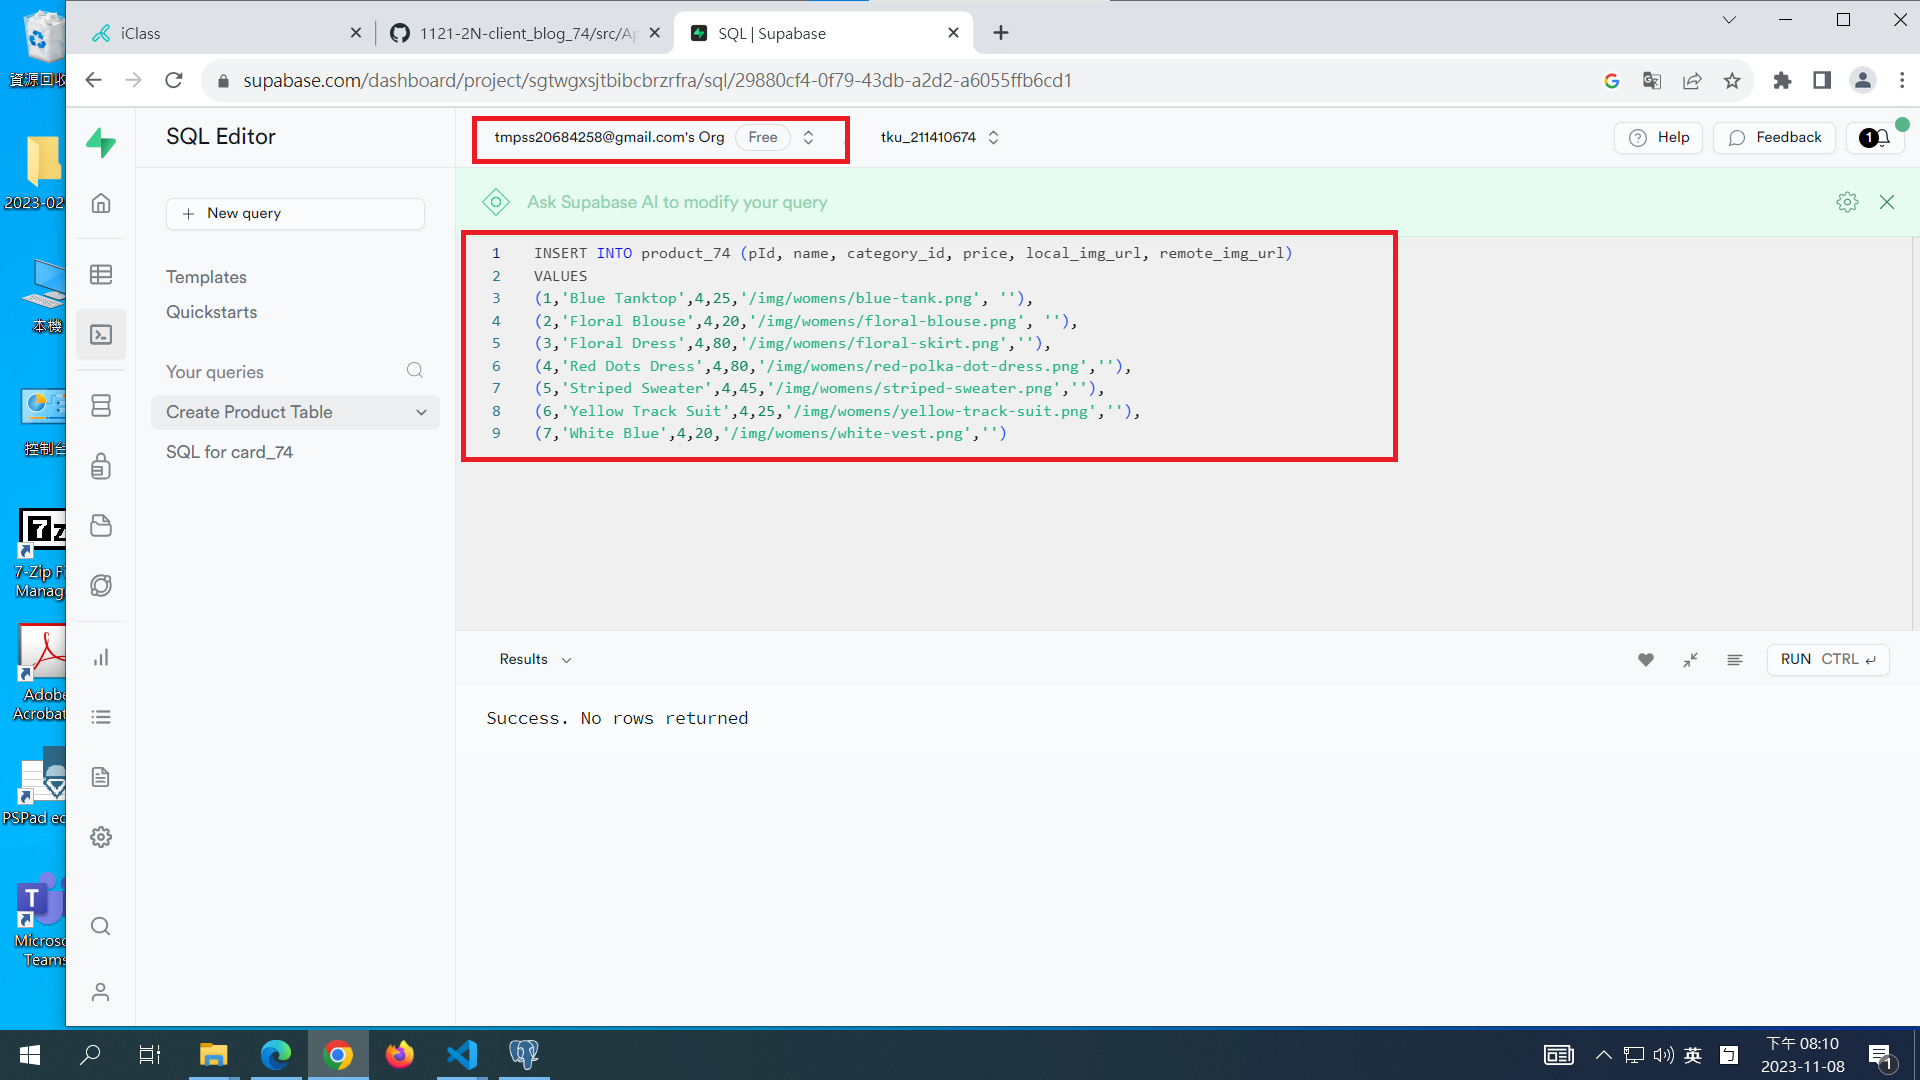 iClass
1121-2N-client_blog_74/src/Ap
SQL | Supabase
supabase.com/dashboard/project/sgtwgxsjtbibcbrzrfra/sql/29880cf4-0f79-43db-a2d2-a6055ffb6cd1
SQL Editor
tmpss20684258@gmail.com's Org
Free
tku_211410674
Help
Feedback
1
Ask Supabase AI to modify your query
+ New query
Templates
Quickstarts
Your queries
Create Product Table
SQL for card_74
1 INSERT INTO product_74 (pId, name, category_id, price, local_img_url, remote_img_url)
2 VALUES
3 (1,'Blue Tanktop',4,25,'/img/womens/blue-tank.png', ''),
4 (2,'Floral Blouse',4,20,'/img/womens/floral-blouse.png', ''),
5 (3,'Floral Dress',4,80,'/img/womens/floral-skirt.png',''),
6 (4,'Red Dots Dress',4,80,'/img/womens/red-polka-dot-dress.png',''),
7 (5,'Striped Sweater',4,45,'/img/womens/striped-sweater.png',''),
8 (6,'Yellow Track Suit',4,25,'/img/womens/yellow-track-suit.png',''),
9 (7,'White Blue',4,20,'/img/womens/white-vest.png','')
Results
RUN CTRL ↵
Success. No rows returned
資源回收
2023-02
本機
控制台
7z
7-Zip Fi
Manag
Adobe
Acrobat
PSPad ed
T
Microso
Teams
英
下午 08:10
2023-11-08
1